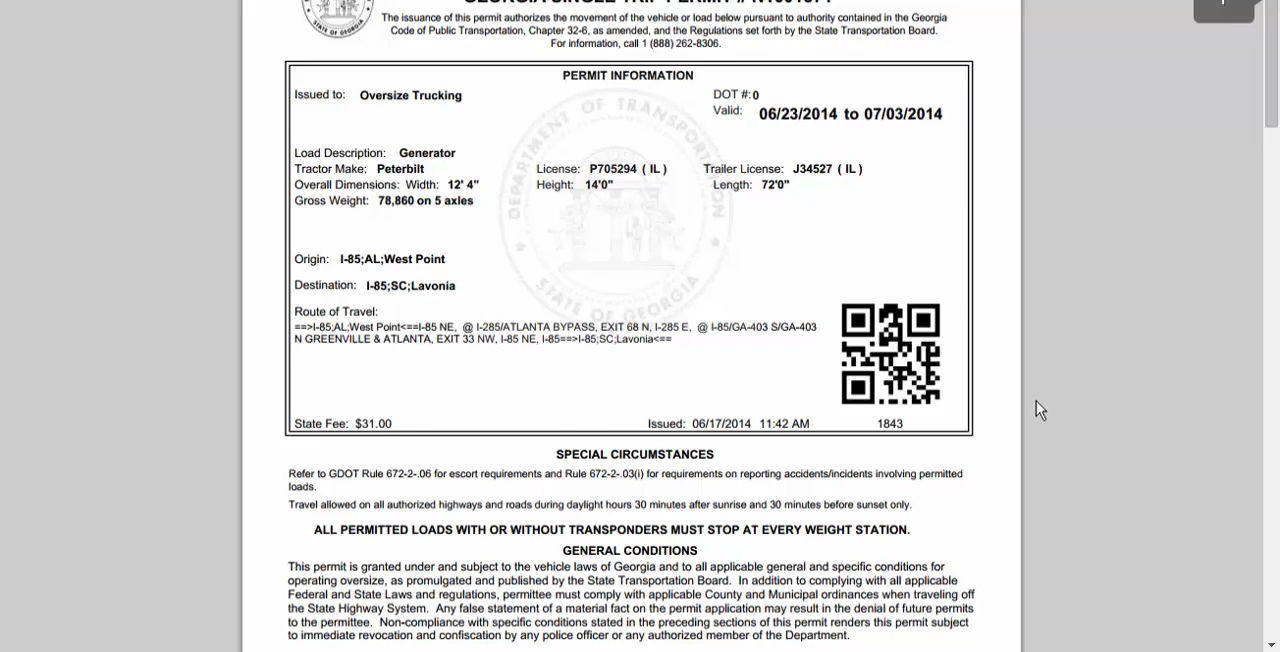 The issuance of this permit authorizes the movement of the vehicle or load below pursuant to authority contained in the Georgia
Code of Public Transportation, Chapter 32-6, as amended, and the Regulations set forth by the State Transportation Board.
For information, call 1 (888) 262-8306.
STATE OF GEORGIA
PERMIT INFORMATION
Issued to: Oversize Trucking DOT #:0
Valid: 06/23/2014 to 07/03/2014
Load Description: Generator
Tractor Make: Peterbilt License: P705294 ( IL ) Trailer License: J34527 ( IL )
Overall Dimensions: Width: 12' 4" Height: 14'0" Length: 72'0"
Gross Weight: 78,860 on 5 axles
DEPARTMENT OF TRANSPORTATION
STATE OF GEORGIA
Origin: I-85;AL;West Point
Destination: I-85;SC;Lavonia
Route of Travel:
==>I-85;AL;West Point<==I-85 NE, @ I-285/ATLANTA BYPASS, EXIT 68 N, I-285 E, @ I-85/GA-403 S/GA-403
N GREENVILLE & ATLANTA, EXIT 33 NW, I-85 NE, I-85==>I-85;SC;Lavonia<==
State Fee: $31.00 Issued: 06/17/2014 11:42 AM 1843
SPECIAL CIRCUMSTANCES
Refer to GDOT Rule 672-2-.06 for escort requirements and Rule 672-2-.03(i) for requirements on reporting accidents/incidents involving permitted
loads.
Travel allowed on all authorized highways and roads during daylight hours 30 minutes after sunrise and 30 minutes before sunset only.
ALL PERMITTED LOADS WITH OR WITHOUT TRANSPONDERS MUST STOP AT EVERY WEIGHT STATION.
GENERAL CONDITIONS
This permit is granted under and subject to the vehicle laws of Georgia and to all applicable general and specific conditions for
operating oversize, as promulgated and published by the State Transportation Board. In addition to complying with all applicable
Federal and State Laws and regulations, permittee must comply with applicable County and Municipal ordinances when traveling off
the State Highway System. Any false statement of a material fact on the permit application may result in the denial of future permits
to the permittee. Non-compliance with specific conditions stated in the preceding sections of this permit renders this permit subject
to immediate revocation and confiscation by any police officer or any authorized member of the Department.